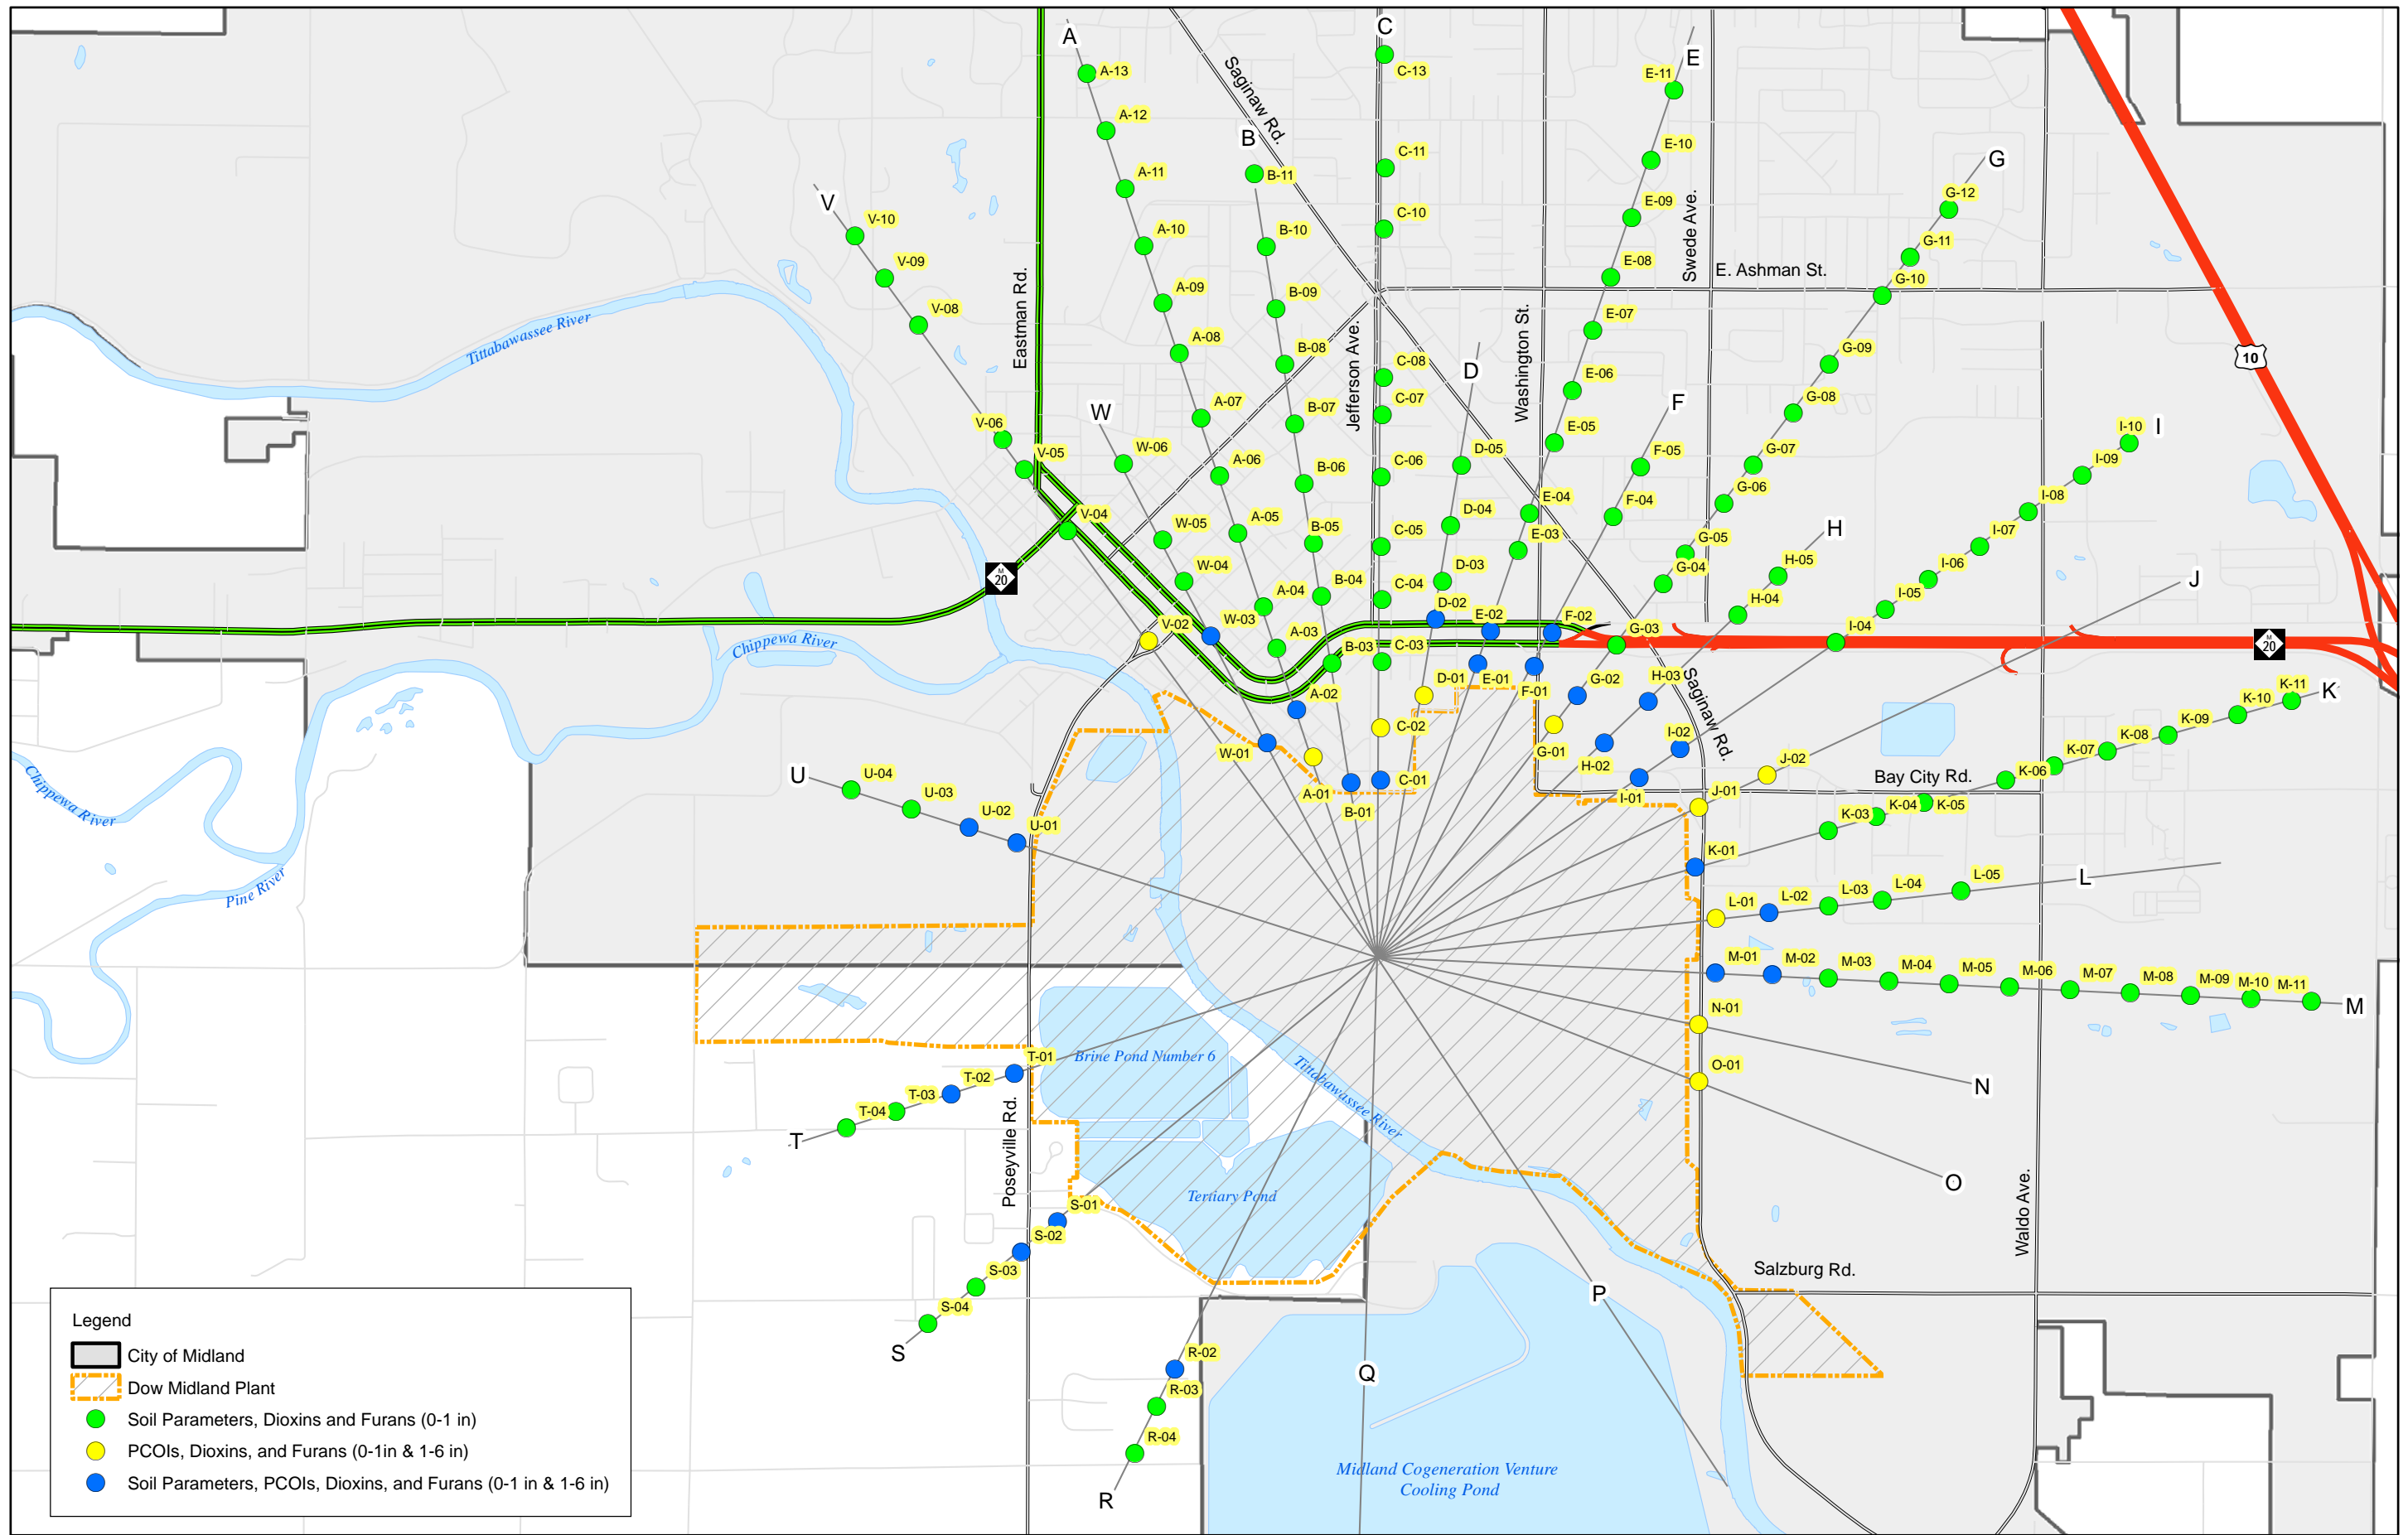 A
C
A-13
C-13
E-11
E
A-12
Saginaw Rd.
B
C-11
E-10
G
A-11
B-11
G-12
V
V-10
A-10
B-10
C-10
E-09
Swede Ave.
G-11
V-09
A-09
B-09
E-08
E. Ashman St.
G-10
V-08
Tittabawassee River
Eastman Rd.
A-08
B-08
Jefferson Ave.
C-08
D
Washington St.
E-07
G-09
10
W
A-07
B-07
C-07
E-06
F
G-08
V-06
V-05
W-06
A-06
B-06
C-06
D-05
E-05
F-05
G-07
I-10
I
I-09
V-04
W-05
A-05
B-05
C-05
D-04
E-04
E-03
F-04
G-06
G-05
H
I-08
I-07
M
20
W-04
A-04
B-04
C-04
D-03
G-04
H-05
I-06
J
Chippewa River
V-02
W-03
A-03
B-03
C-03
D-02
E-02
F-02
G-03
H-04
I-05
I-04
M
20
A-02
D-01
E-01
F-01
G-02
H-03
Saginaw Rd.
K-11
K
K-10
W-01
C-02
G-01
H-02
I-02
K-09
K-08
K-07
Chippewa River
U
U-04
A-01
C-01
I-01
J-02
Bay City Rd.
K-06
U-03
U-02
U-01
B-01
J-01
K-03
K-04
K-05
Pine River
K-01
L-01
L-02
L-03
L-04
L-05
L
M-01
M-02
M-03
M-04
M-05
M-06
M-07
M-08
M-09
M-10
M-11
M
N-01
T-01
Brine Pond Number 6
Tittabawassee River
O-01
N
T-04
T-03
T-02
T
Poseyville Rd.
S-01
Tertiary Pond
O
Waldo Ave.
S-02
S-03
Salzburg Rd.
S-04
P
S
R-02
Q
R-03
R-04
R
Midland Cogeneration Venture
Cooling Pond
Legend
City of Midland
Dow Midland Plant
Soil Parameters, Dioxins and Furans (0-1 in)
PCOIs, Dioxins, and Furans (0-1in & 1-6 in)
Soil Parameters, PCOIs, Dioxins, and Furans (0-1 in & 1-6 in)